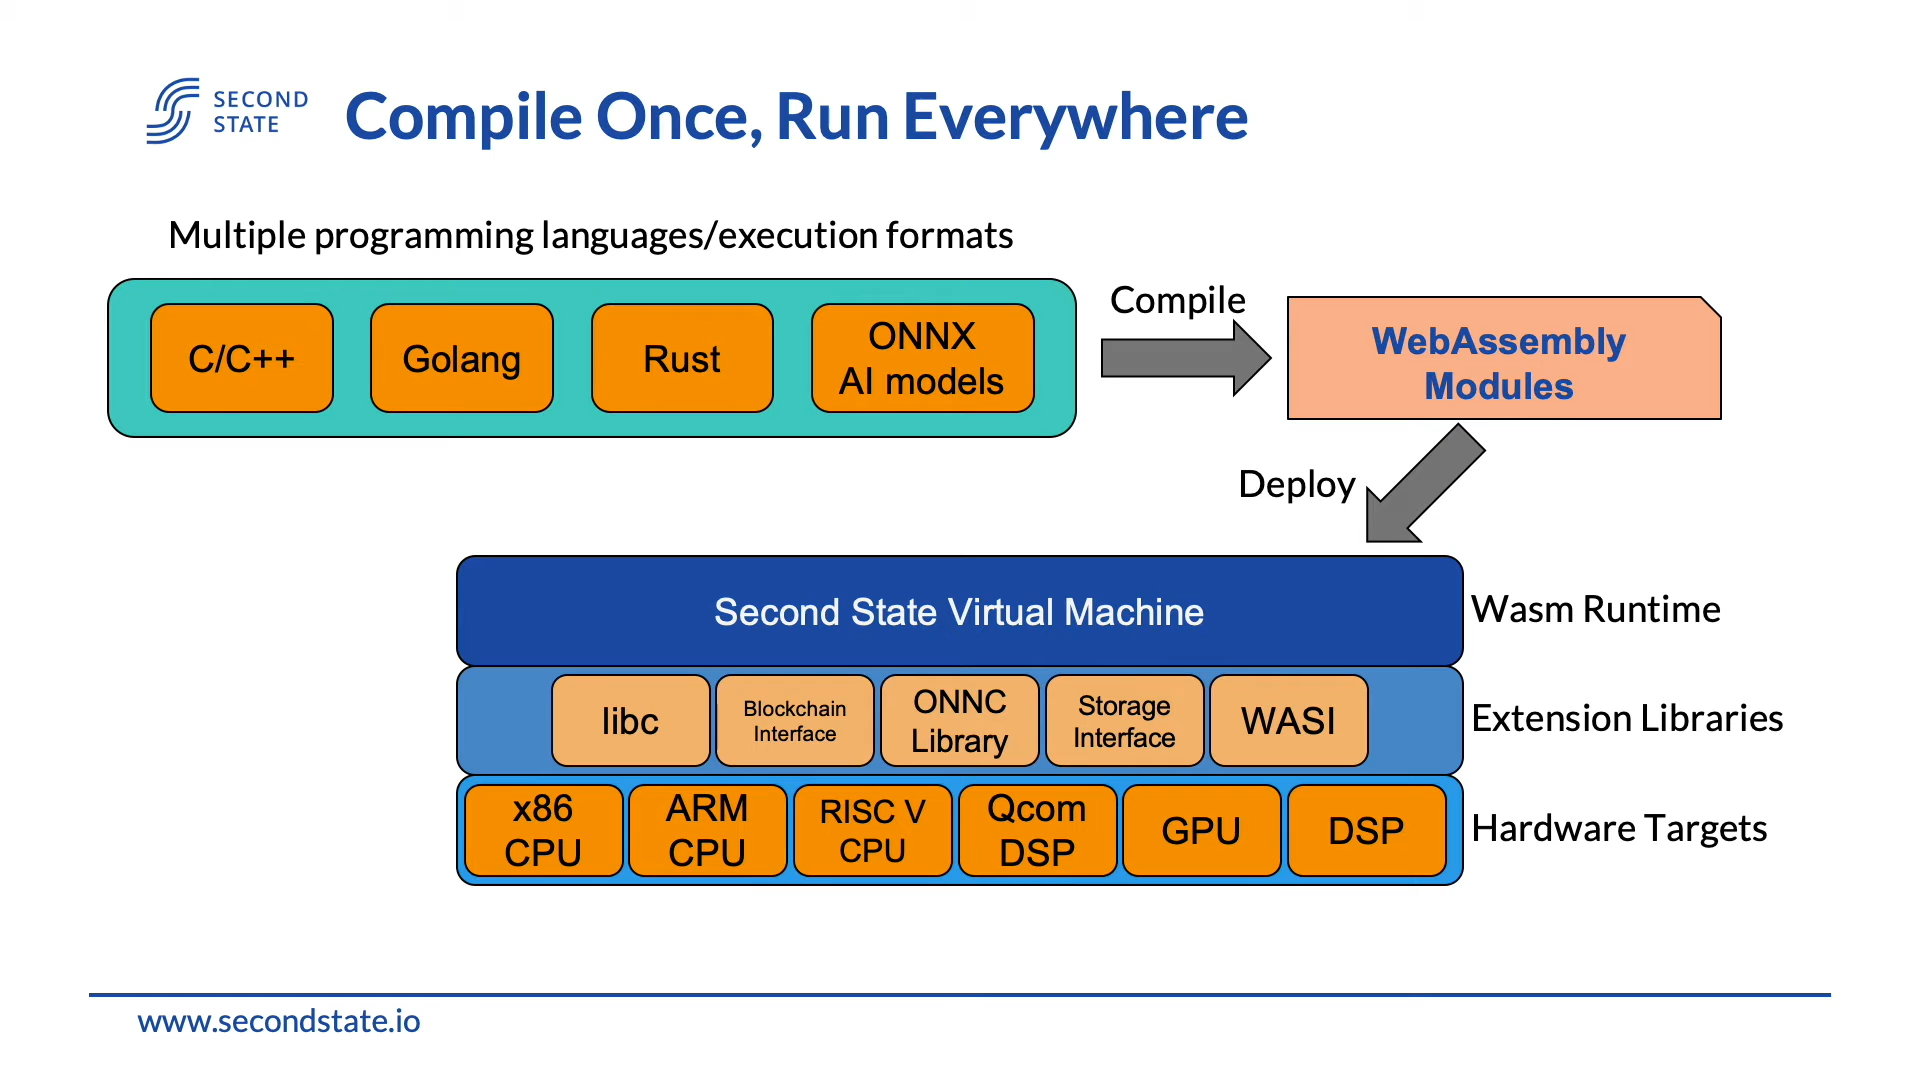 SECOND
STATE
Compile Once, Run Everywhere
Multiple programming languages/execution formats
C/C++
Golang
Rust
ONNX
AI models
Compile
WebAssembly
Modules
Deploy
Second State Virtual Machine
Wasm Runtime
libc
Blockchain
Interface
ONNC
Library
Storage
Interface
WASI
Extension Libraries
x86
CPU
ARM
CPU
RISC V
CPU
Qcom
DSP
GPU
DSP
Hardware Targets
www.secondstate.io